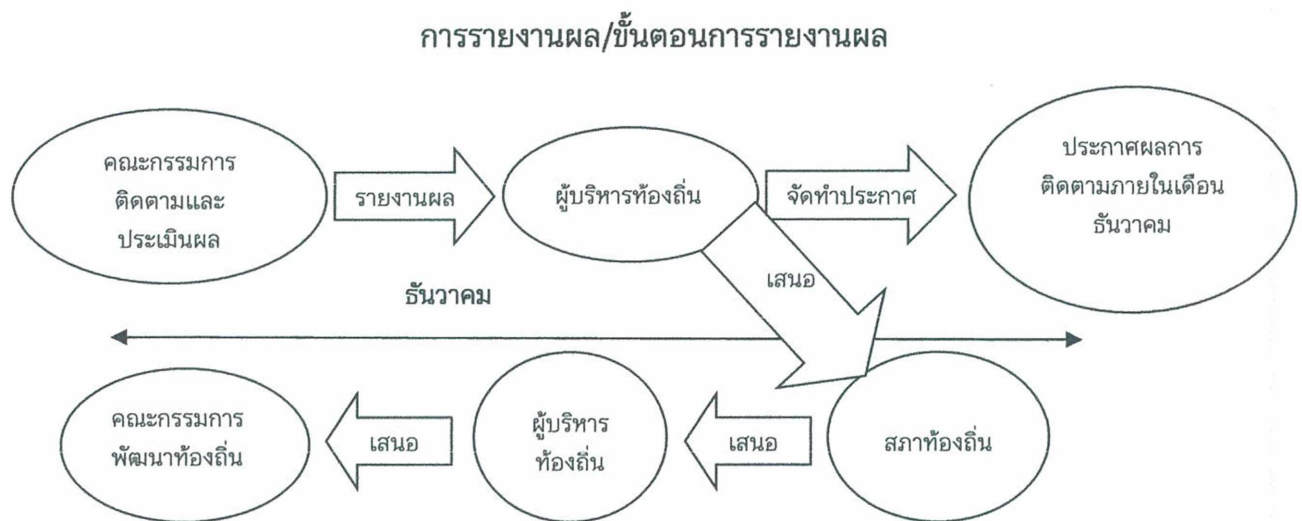 การรายงานผล/ขั้นตอนการรายงานผล
คณะกรรมการ
ติดตามและ
ประเมินผล
รายงานผล
ผู้บริหารท้องถิ่น
จัดทำประกาศ
ประกาศผลการ
ติดตามภายในเดือน
ธันวาคม
เสนอ
ธันวาคม
สภาท้องถิ่น
เสนอ
ผู้บริหาร
ท้องถิ่น
เสนอ
คณะกรรมการ
พัฒนาท้องถิ่น